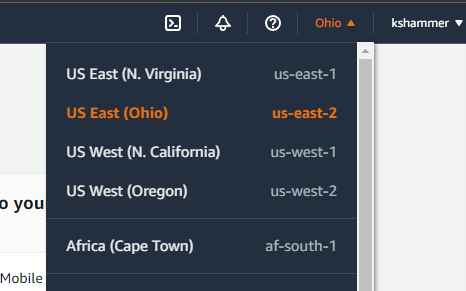 Ohio ▲ kshammer ▼
US East (N. Virginia) us-east-1
US East (Ohio) us-east-2
US West (N. California) us-west-1
US West (Oregon) us-west-2
o you
Africa (Cape Town) af-south-1
Mobile